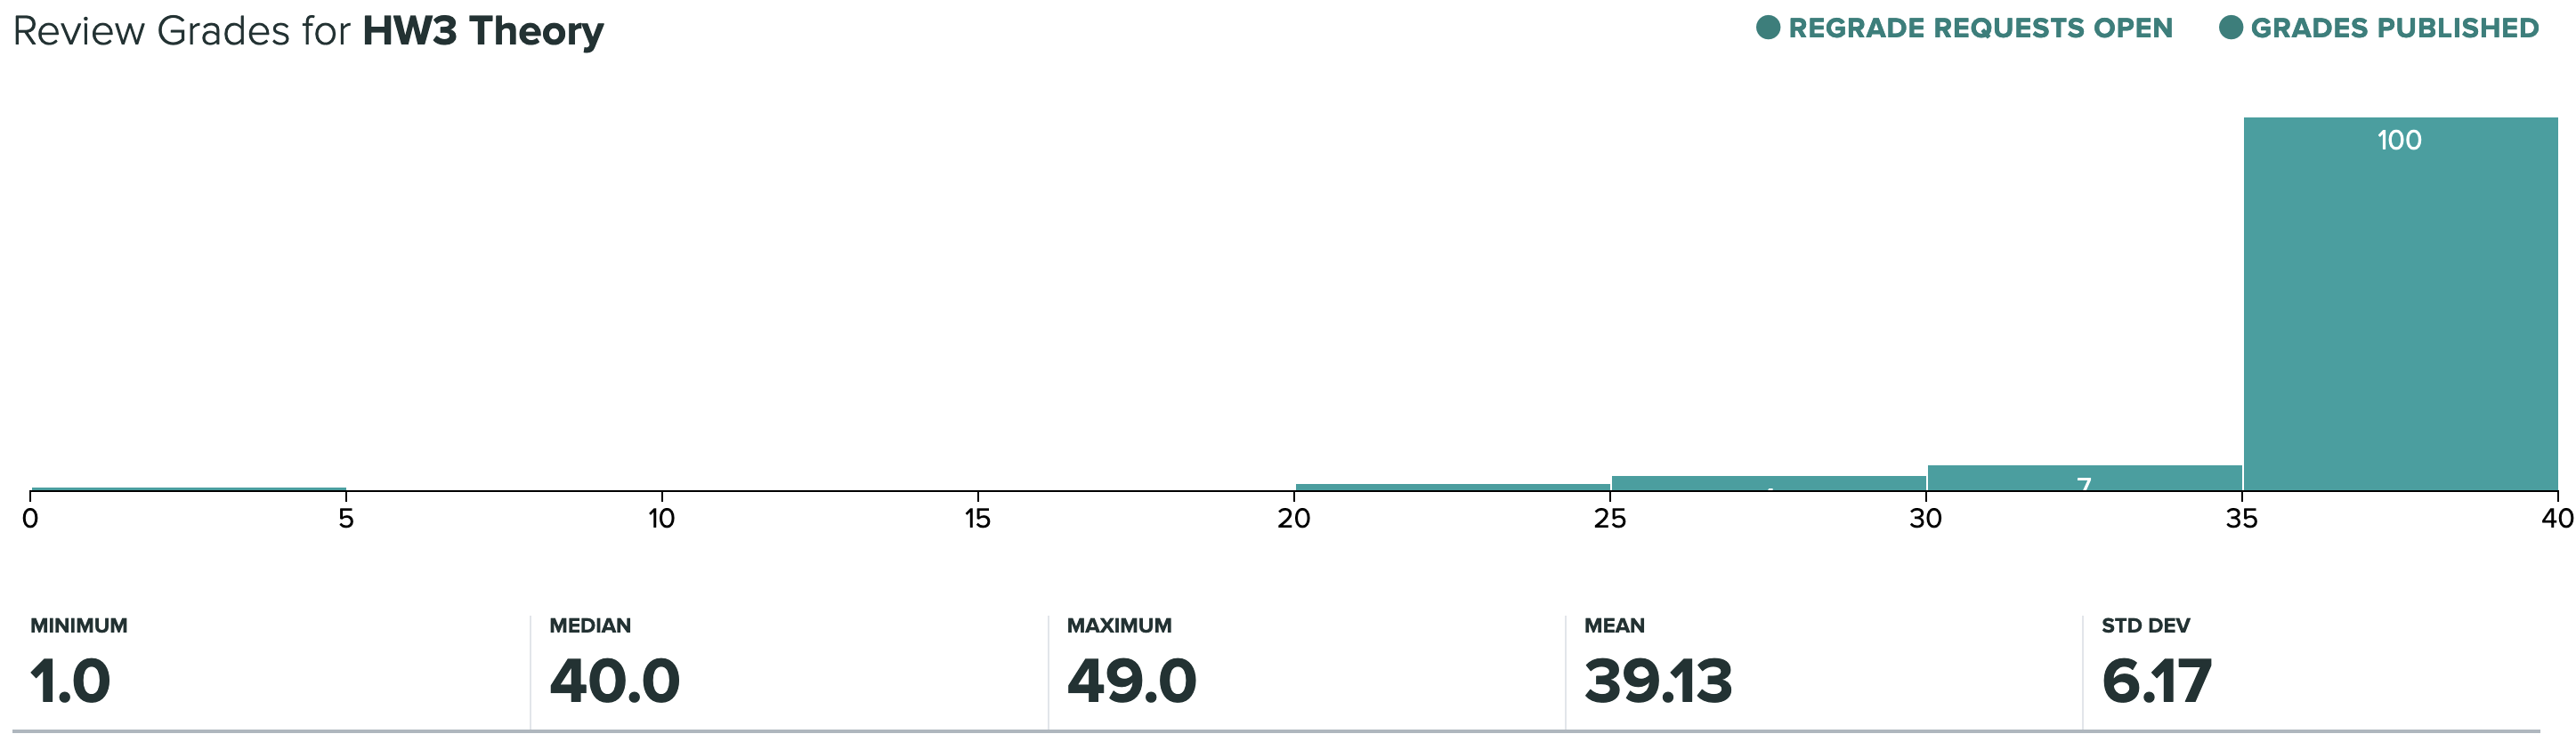 Review Grades for HW3 Theory
REGRADE REQUESTS OPEN GRADES PUBLISHED
100
7
0 5 10 15 20 25 30 35 40
MINIMUM MEDIAN MAXIMUM MEAN STD DEV
1.0 40.0 49.0 39.13 6.17